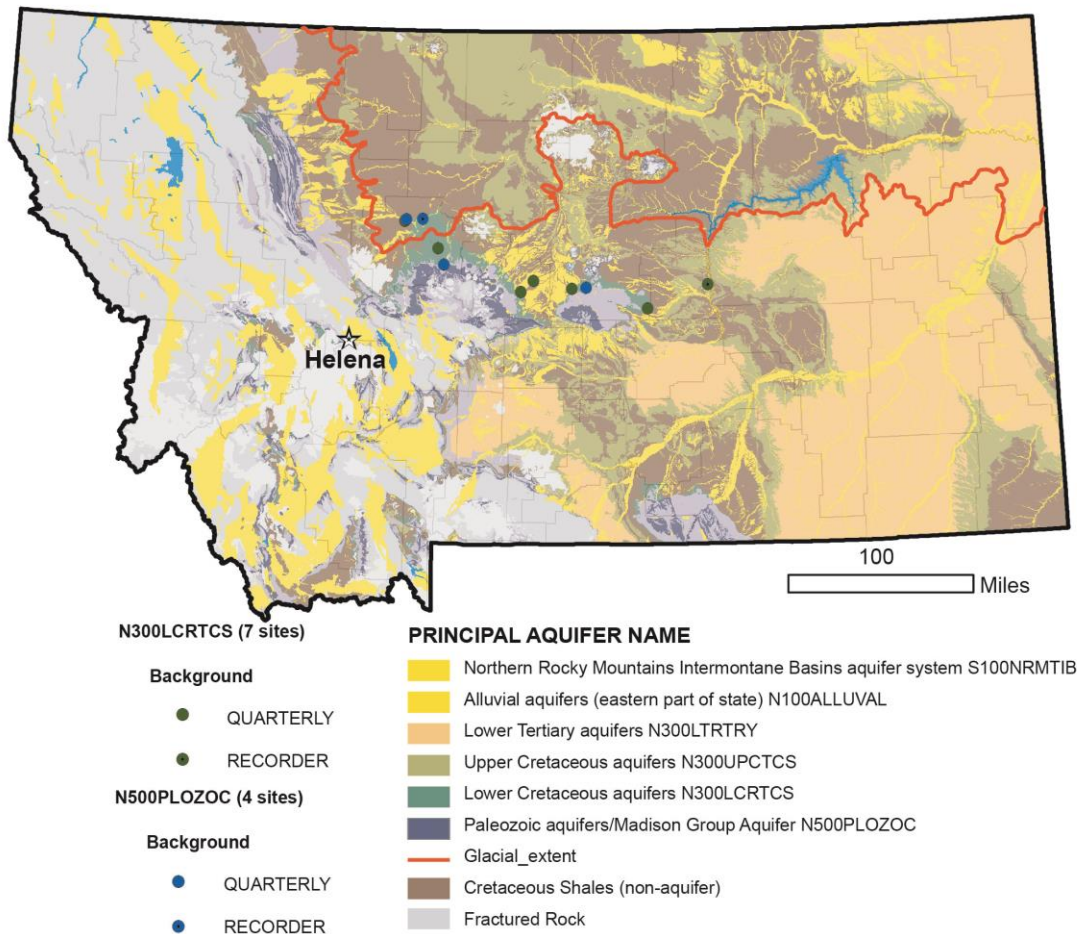 Helena
100
Miles
N300LCRTCS (7 sites)
Background
QUARTERLY
RECORDER
N500PLOZOC (4 sites)
Background
QUARTERLY
RECORDER
PRINCIPAL AQUIFER NAME
Northern Rocky Mountains Intermontane Basins aquifer system S100NRMTIB
Alluvial aquifers (eastern part of state) N100ALLUVAL
Lower Tertiary aquifers N300LTRTRY
Upper Cretaceous aquifers N300UPCTCS
Lower Cretaceous aquifers N300LCRTCS
Paleozoic aquifers/Madison Group Aquifer N500PLOZOC
Glacial_extent
Cretaceous Shales (non-aquifer)
Fractured Rock